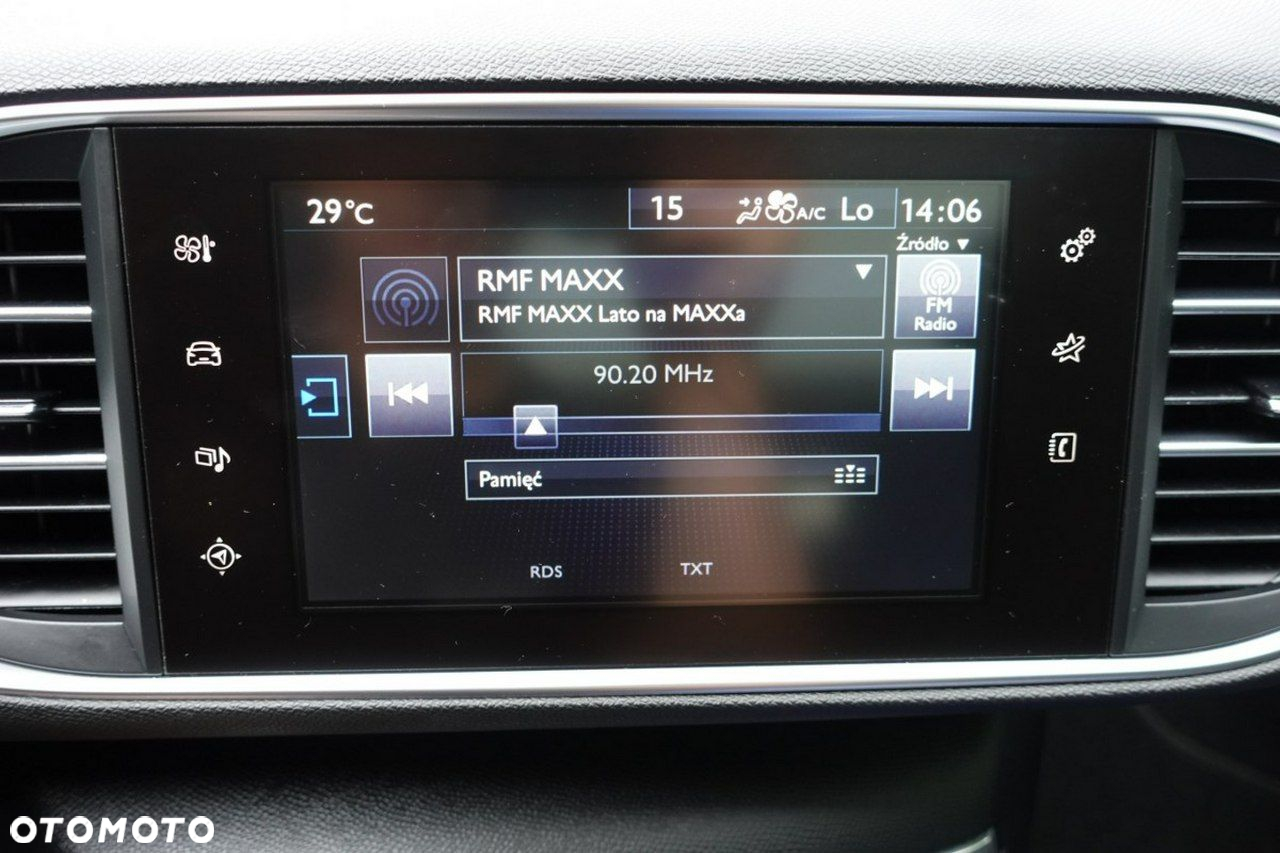 29°C
15
A/C
Lo
14:06
Źródło
RMF MAXX
RMF MAXX Lato na MAXXa
FM
Radio
90.20 MHz
Pamięć
RDS
TXT
OTOMOTO